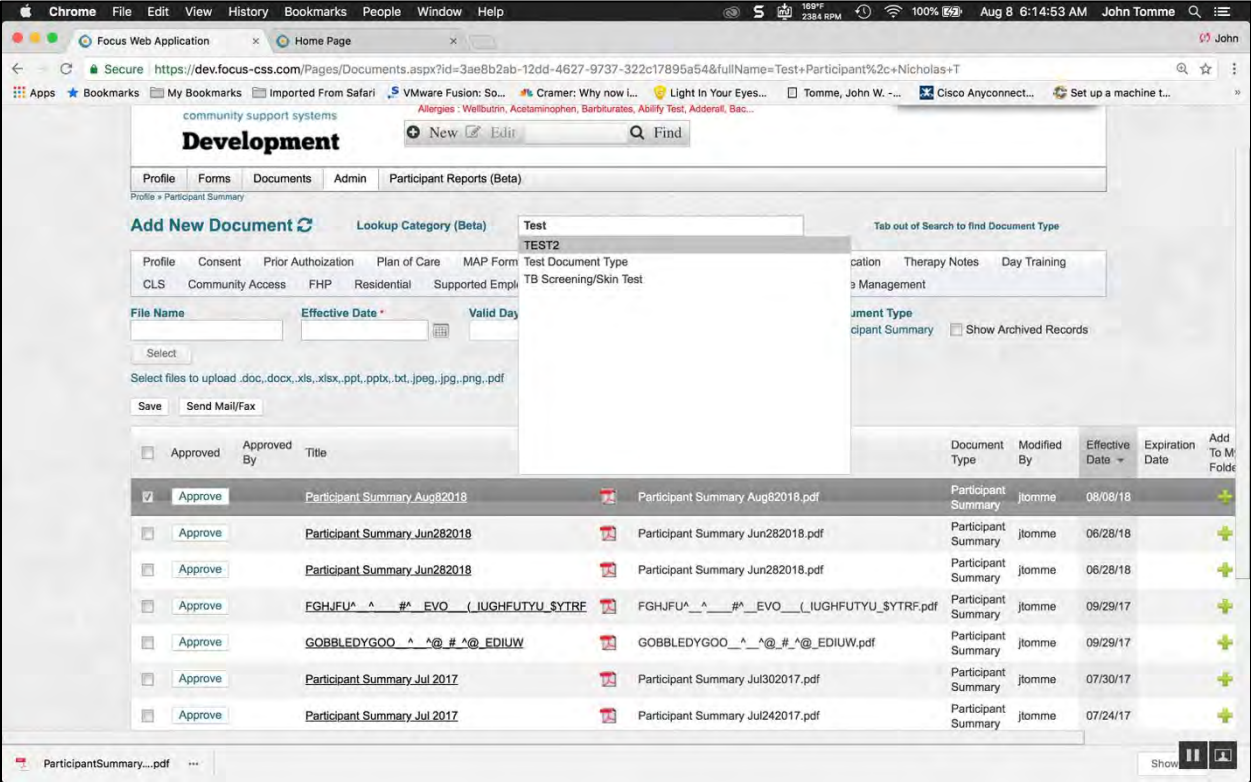 Chrome File Edit View History Bookmarks People Window Help 169°F 2384 RPM 100% Aug 8 6:14:53 AM John Tomme
Focus Web Application × Home Page × John
Secure https://dev.focus-css.com/Pages/Documents.aspx?id=3ae8b2ab-12dd-4627-9737-322c17895a54&fullName=Test+Participant%2c+Nicholas+T
Apps Bookmarks My Bookmarks Imported From Safari VMware Fusion: So... Cramer: Why now i... Light In Your Eyes... Tomme, John W. -... Cisco Anyconnect... Set up a machine t... »
Allergies : Wellbutrin, Acetaminophen, Barbiturates, Abilify Test, Adderall, Bac...
community support systems
Development
New Edit Find
Profile Forms Documents Admin Participant Reports (Beta)
Profile » Participant Summary
Add New Document Lookup Category (Beta) Test Tab out of Search to find Document Type
TEST2
Profile Consent Prior Authoization Plan of Care MAP Form Test Document Type cation Therapy Notes Day Training
CLS Community Access FHP Residential Supported Empl TB Screening/Skin Test e Management
File Name Effective Date * Valid Day ument Type
cipant Summary Show Archived Records
Select
Select files to upload .doc,.docx,.xls,.xlsx,.ppt,.pptx,.txt,.jpeg,.jpg,.png,.pdf
Save Send Mail/Fax
Approved Approved By Title Document Type Modified By Effective Date Expiration Date Add To My Folde
Approve Participant Summary Aug82018 Participant Summary Aug82018.pdf Participant Summary jtomme 08/08/18
Approve Participant Summary Jun282018 Participant Summary Jun282018.pdf Participant Summary jtomme 06/28/18
Approve Participant Summary Jun282018 Participant Summary Jun282018.pdf Participant Summary jtomme 06/28/18
Approve FGHJFU^__^____#^__EVO___(_IUGHFUTYU_$YTRF FGHJFU^__^____#^__EVO___(_IUGHFUTYU_$YTRF.pdf Participant Summary jtomme 09/29/17
Approve GOBBLEDYGOO__^_^@_#_^@_EDIUW GOBBLEDYGOO__^_^@_#_^@_EDIUW.pdf Participant Summary jtomme 09/29/17
Approve Participant Summary Jul 2017 Participant Summary Jul302017.pdf Participant Summary jtomme 07/30/17
Approve Participant Summary Jul 2017 Participant Summary Jul242017.pdf Participant Summary jtomme 07/24/17
ParticipantSummary....pdf ... Show